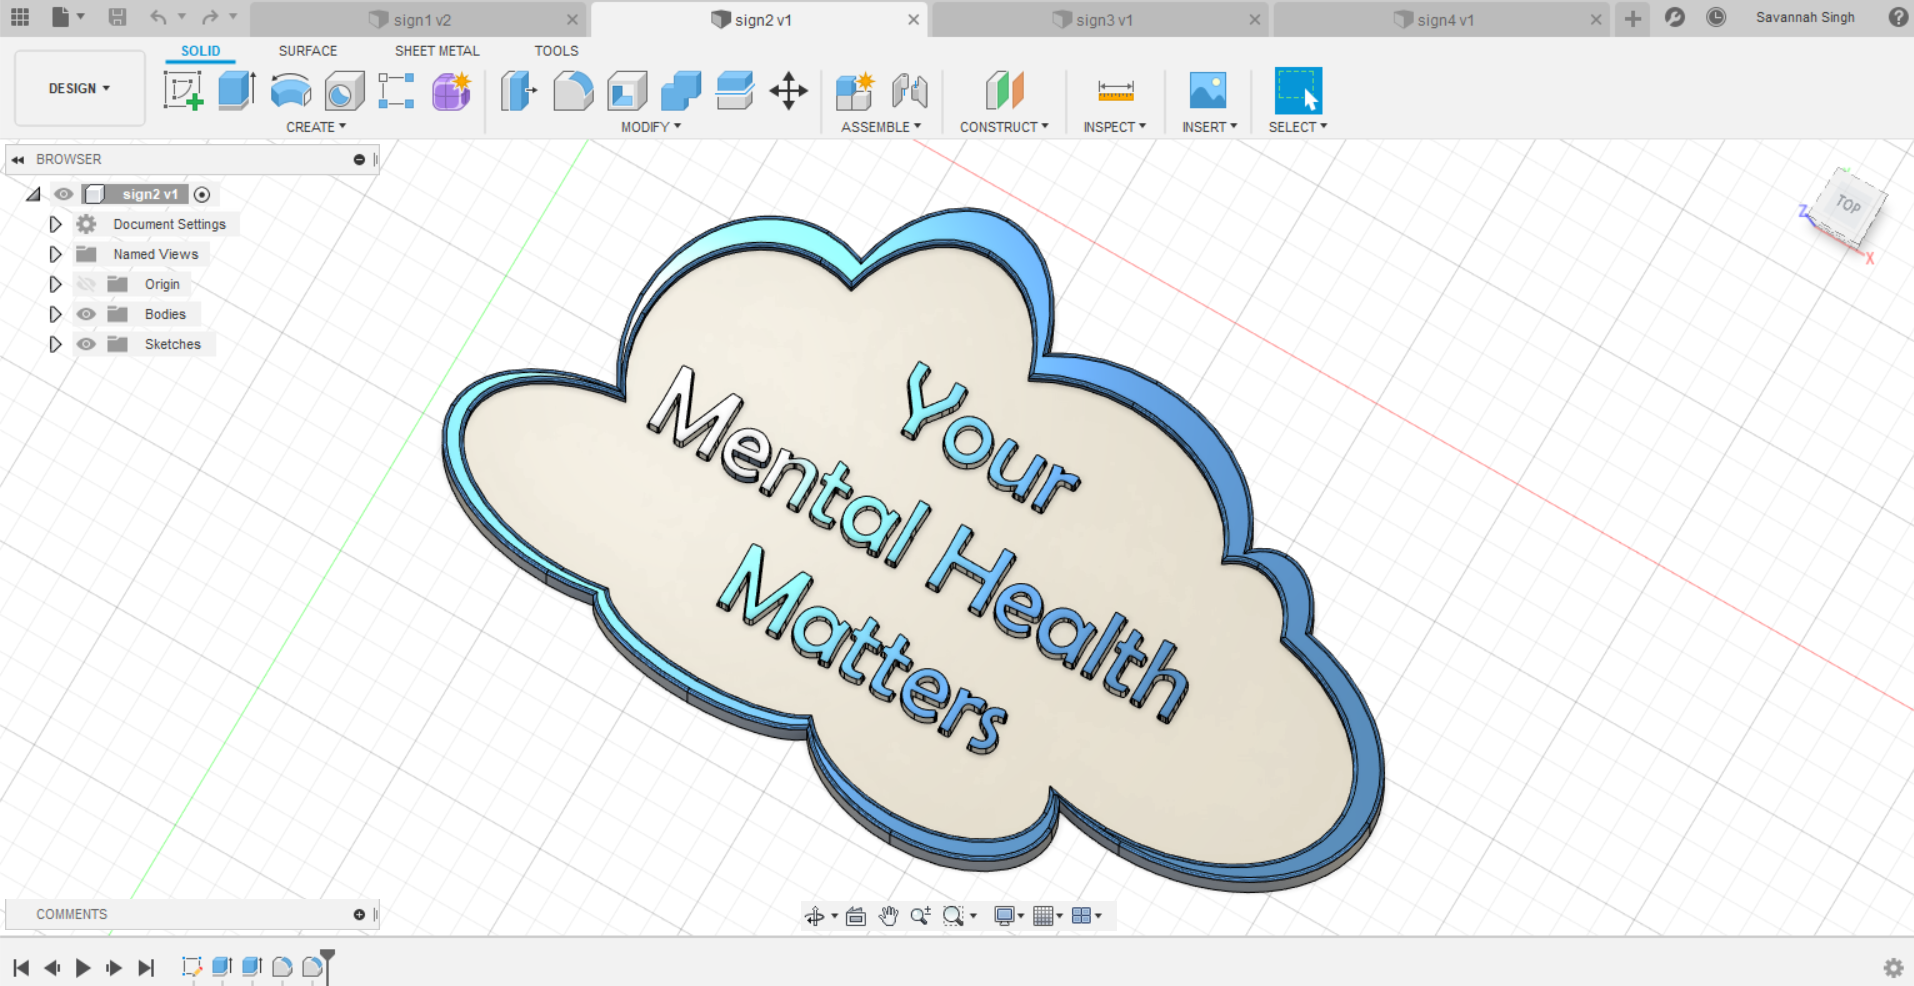 sign1 v2
sign2 v1
sign3 v1
sign4 v1
Savannah Singh
SOLID SURFACE SHEET METAL TOOLS
DESIGN
CREATE MODIFY ASSEMBLE CONSTRUCT INSPECT INSERT SELECT
BROWSER
sign2 v1
Document Settings
Named Views
Origin
Bodies
Sketches
TOP
Z
X
Your
Mental Health
Matters
COMMENTS